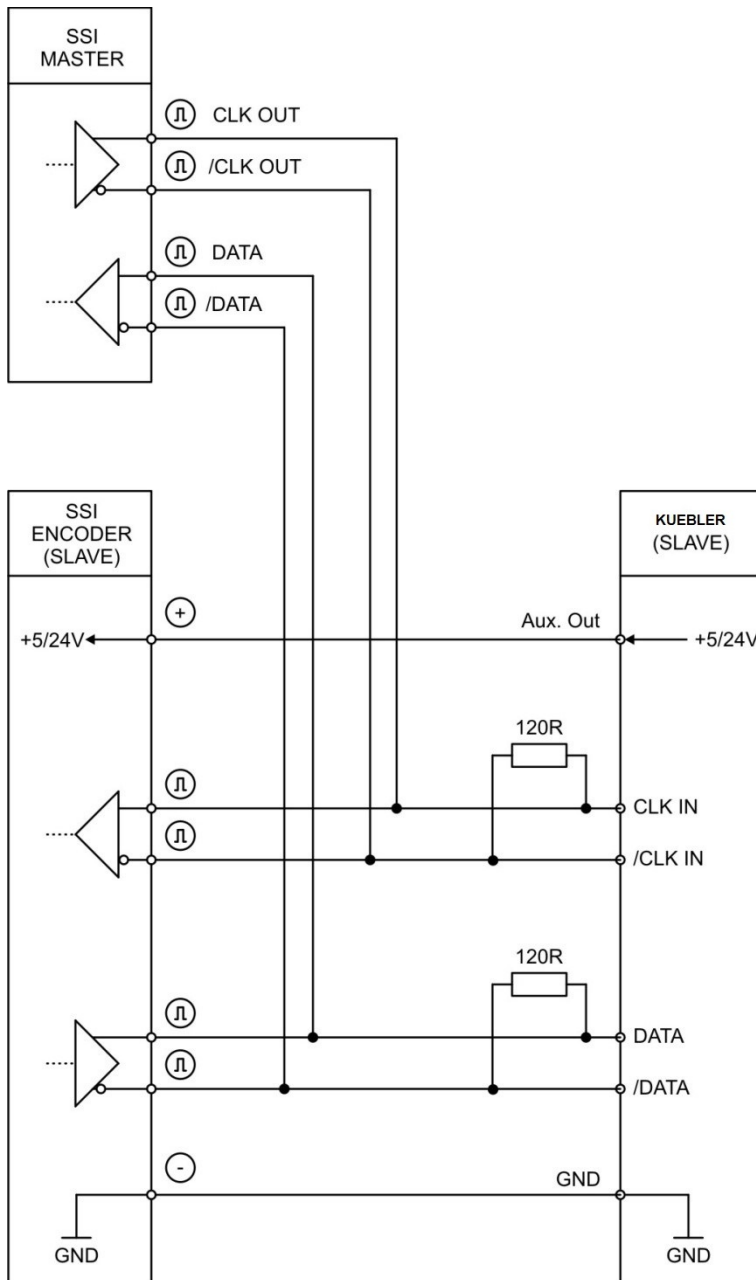 SSI
MASTER
CLK OUT
/CLK OUT
DATA
/DATA
SSI
ENCODER
(SLAVE)
KUEBLER
(SLAVE)
+
Aux. Out
+5/24V
+5/24V
120R
CLK IN
/CLK IN
120R
DATA
/DATA
-
GND
GND
GND